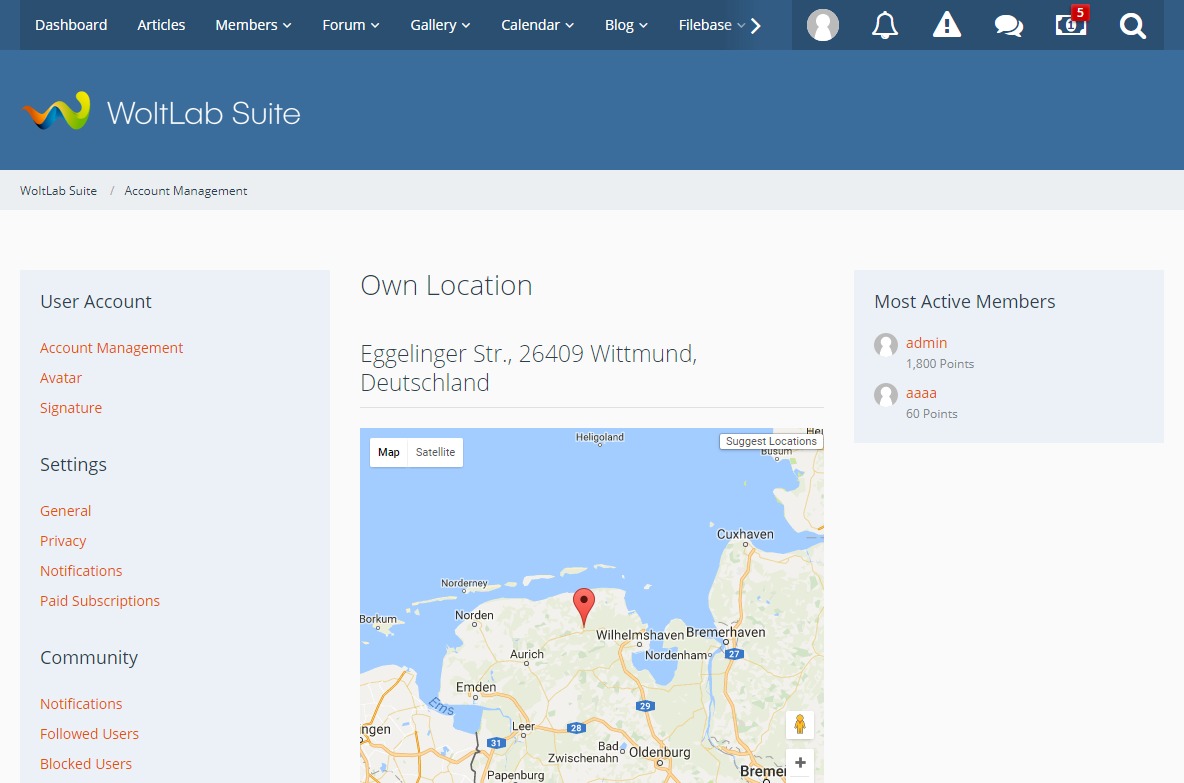 Dashboard Articles Members Forum Gallery Calendar Blog Filebase
5
WoltLab Suite
WoltLab Suite / Account Management
User Account
Account Management
Avatar
Signature
Settings
General
Privacy
Notifications
Paid Subscriptions
Community
Notifications
Followed Users
Blocked Users
Own Location
Eggelinger Str., 26409 Wittmund,
Deutschland
Map Satellite
Heligoland
Suggest Locations
Busum
Cuxhaven
Norderney
Borkum
Norden
Wilhelmshaven
Bremerhaven
Aurich
Nordenham
27
Emden
Ems
29
Leer
28
31
Bad
Zwischenahn
Oldenburg
Papenburg
Most Active Members
admin
1,800 Points
aaaa
60 Points